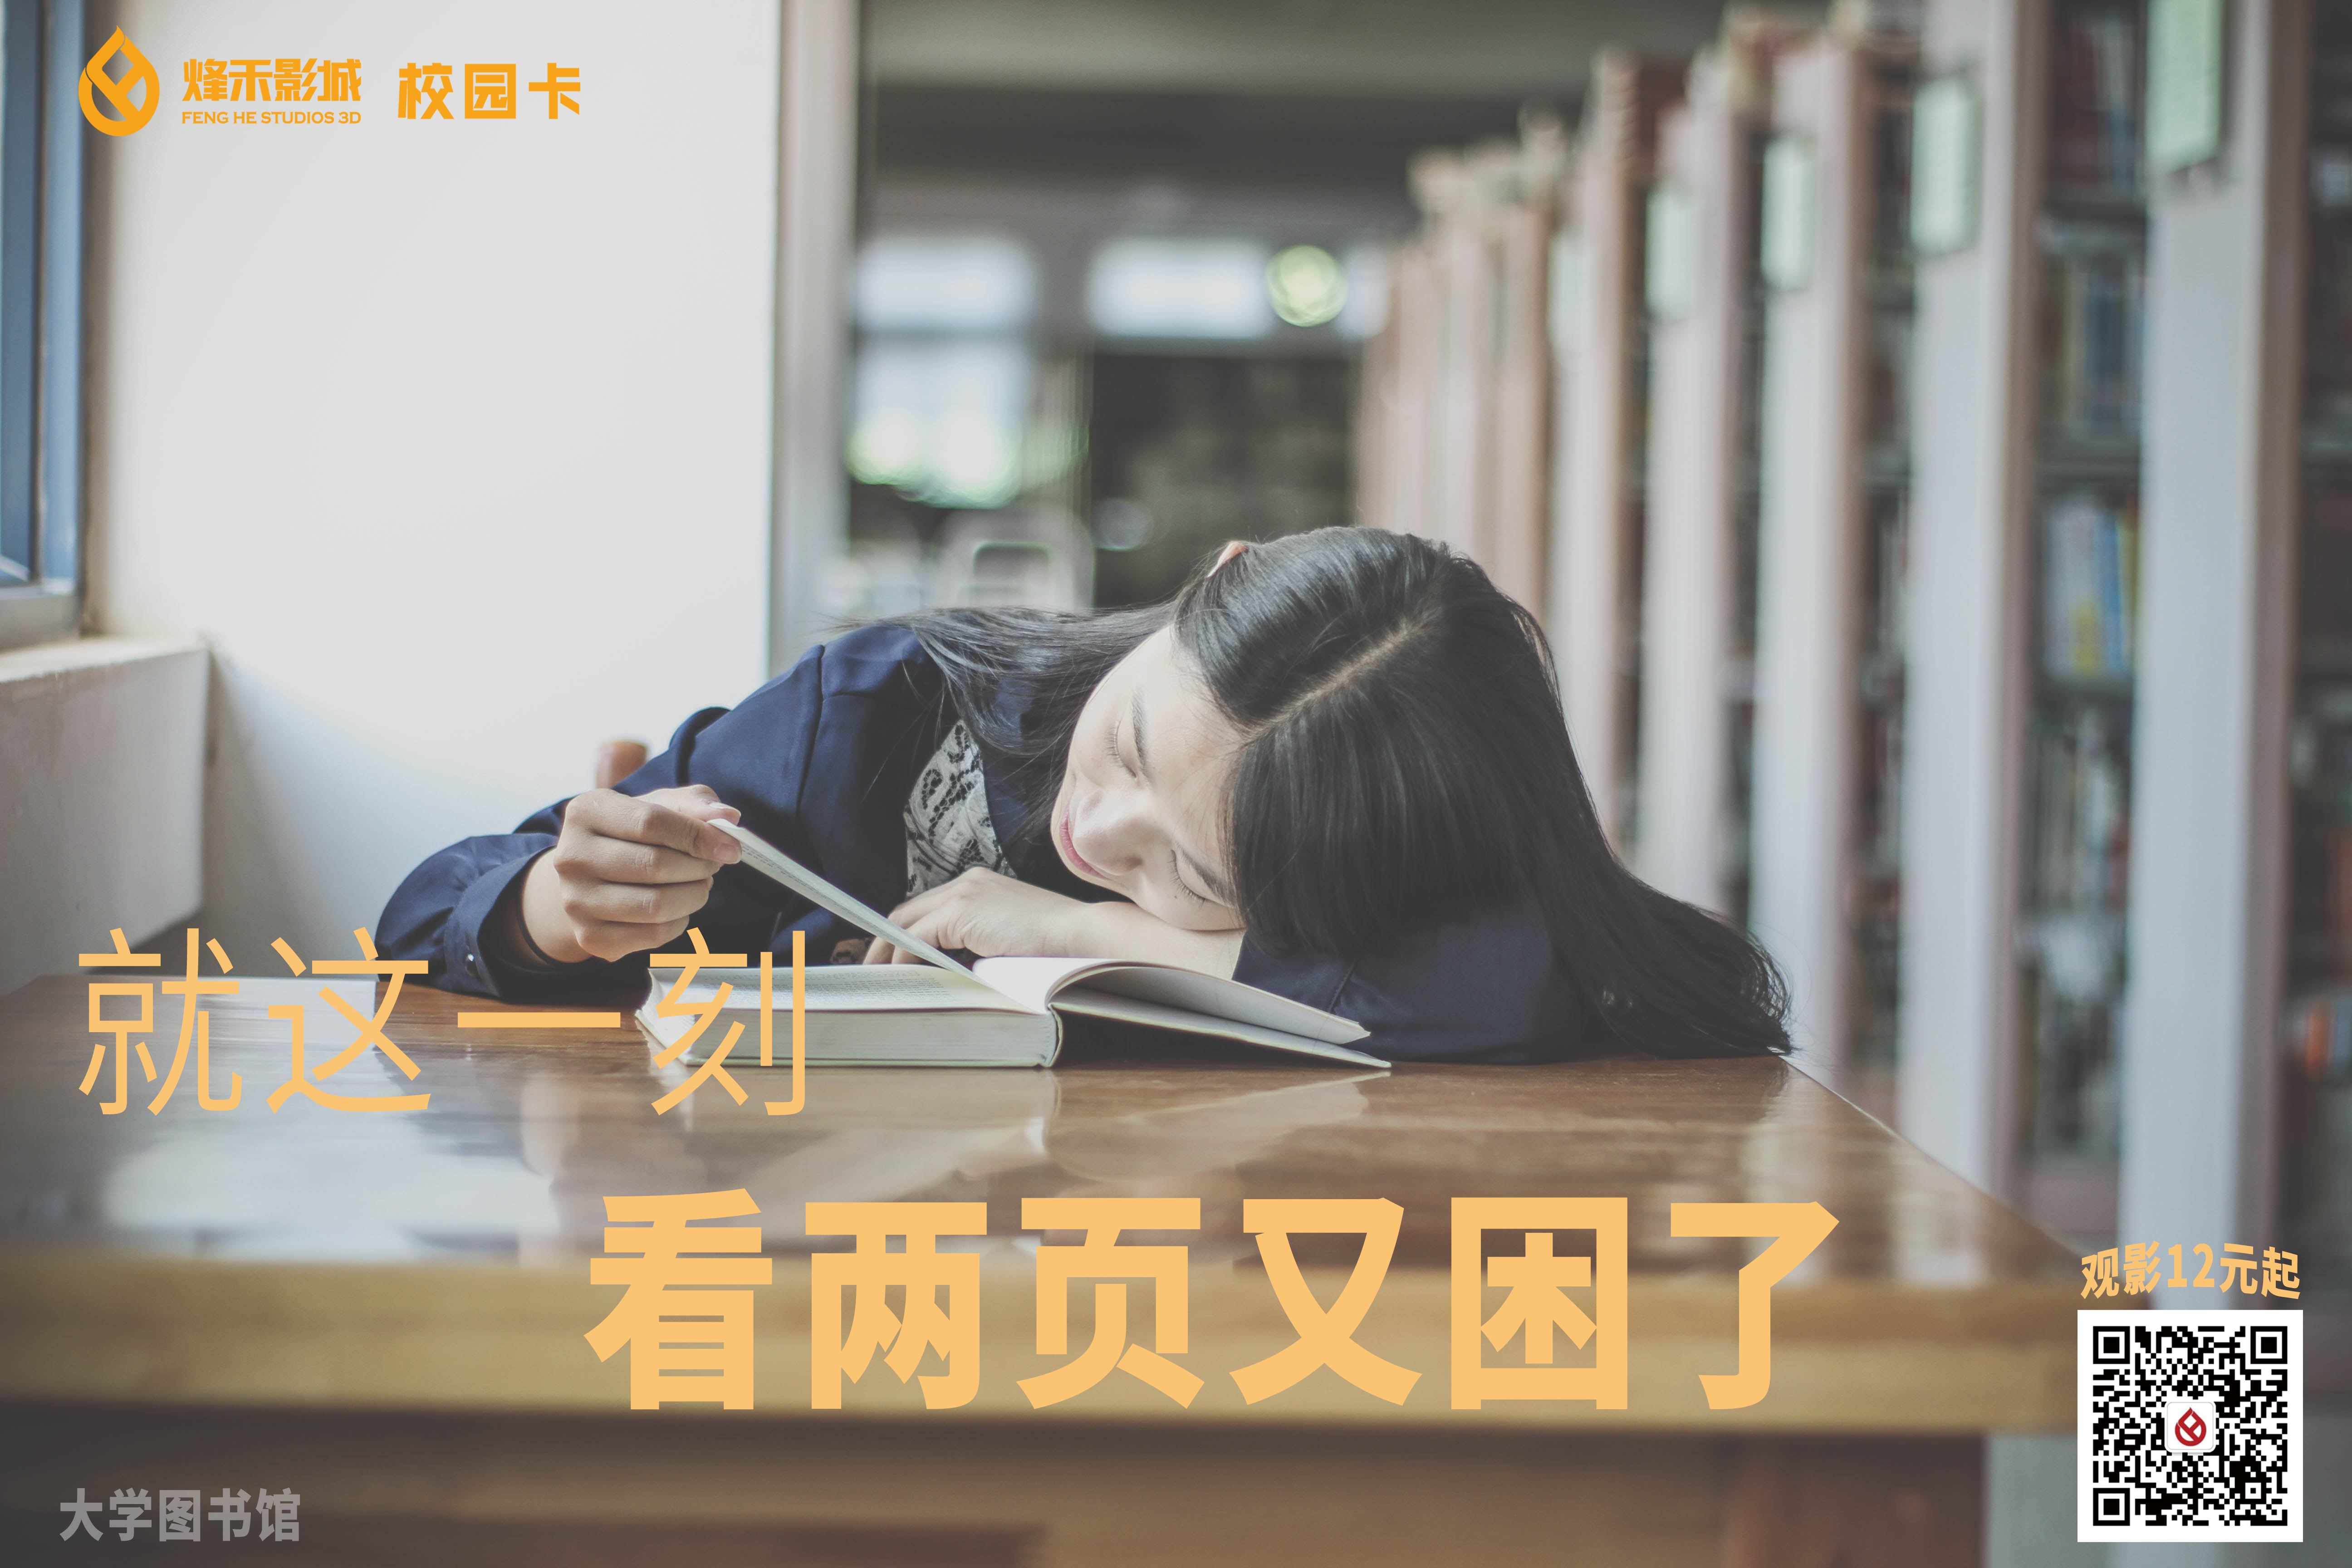 烽禾影城 校园卡
FENG HE STUDIOS 3D
就这一刻
看两页又困了
观影12元起
大学图书馆